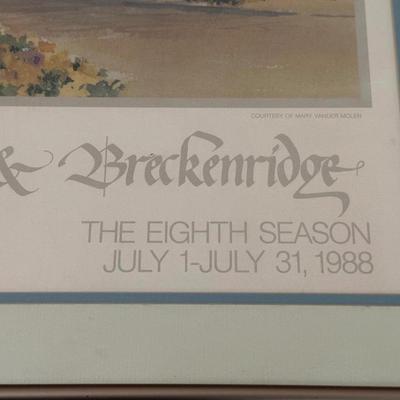 COURTESY OF MARY VANDER MOLEN
& Breckenridge
THE EIGHTH SEASON
JULY 1-JULY 31, 1988